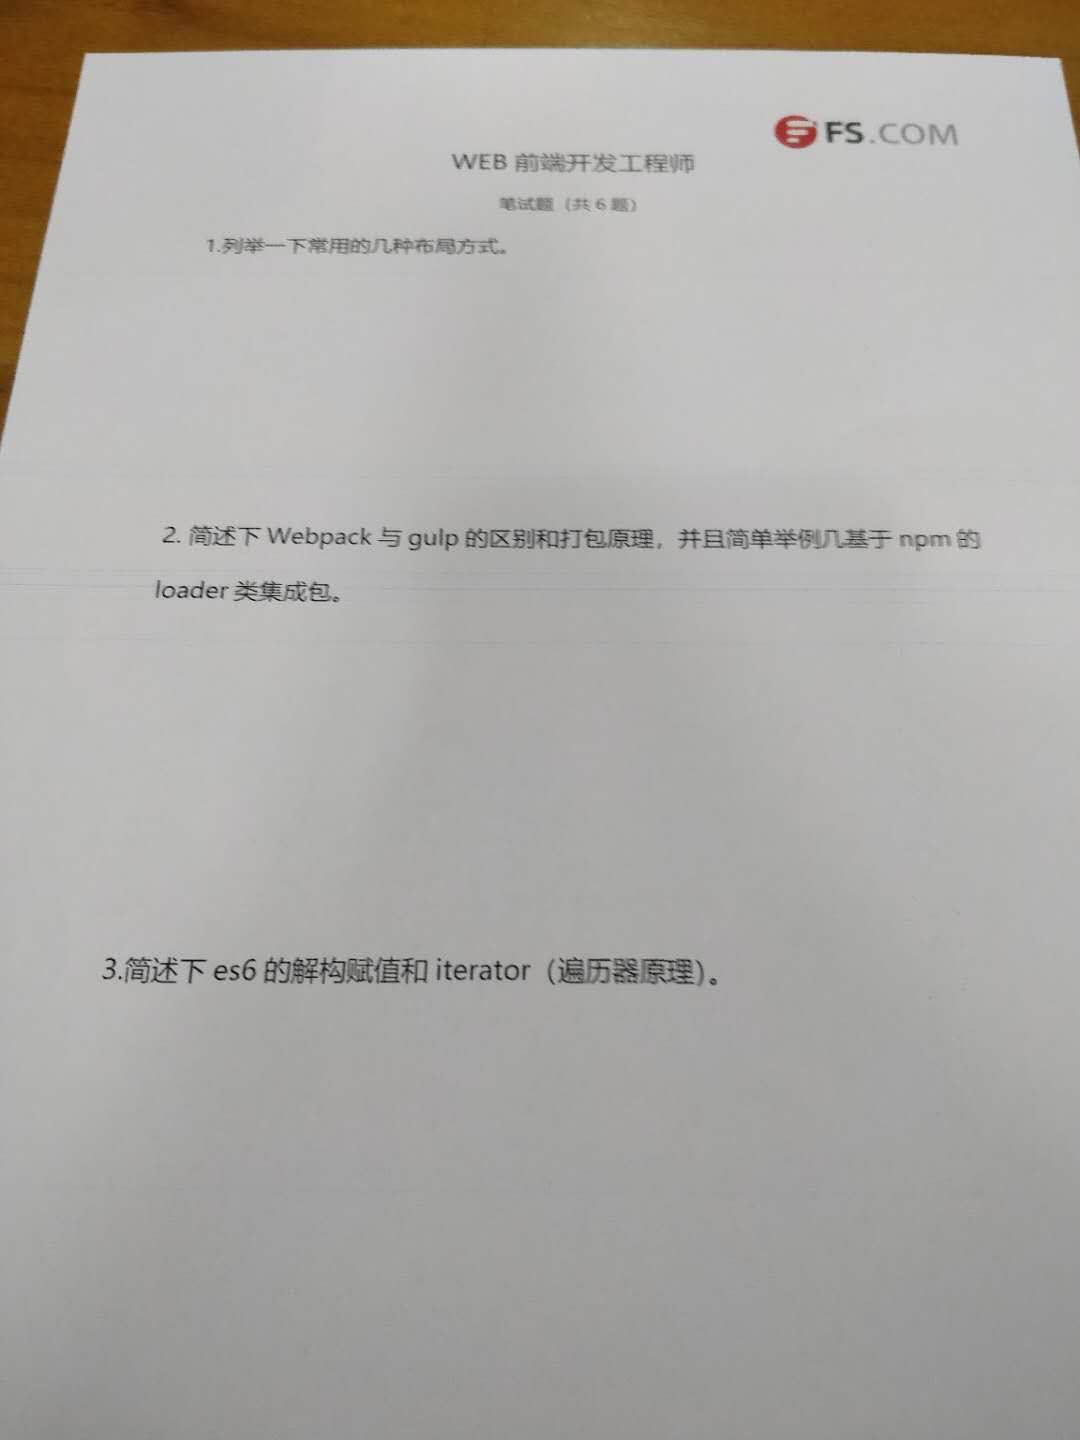 FS.COM
WEB 前端开发工程师
笔试题（共 6 题）
1.列举一下常用的几种布局方式。
2. 简述下 Webpack 与 gulp 的区别和打包原理，并且简单举例几基于 npm 的
loader 类集成包。
3.简述下 es6 的解构赋值和 iterator（遍历器原理）。